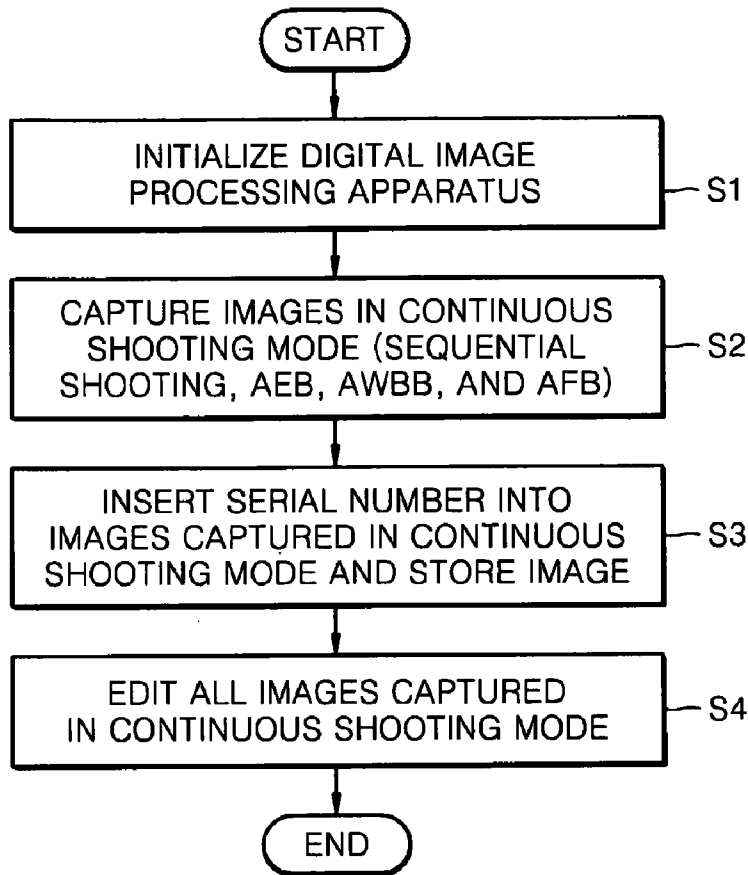 START
INITIALIZE DIGITAL IMAGE
PROCESSING APPARATUS
S1
CAPTURE IMAGES IN CONTINUOUS
SHOOTING MODE (SEQUENTIAL
SHOOTING, AEB, AWBB, AND AFB)
S2
INSERT SERIAL NUMBER INTO
IMAGES CAPTURED IN CONTINUOUS
SHOOTING MODE AND STORE IMAGE
S3
EDIT ALL IMAGES CAPTURED
IN CONTINUOUS SHOOTING MODE
S4
END